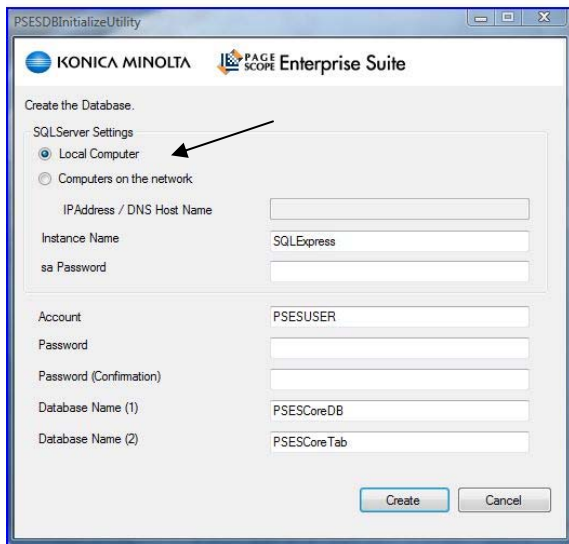 PSESDBInitializeUtility
KONICA MINOLTA PAGE SCOPE Enterprise Suite
Create the Database.
SQLServer Settings
Local Computer
Computers on the network
IPAddress / DNS Host Name
Instance Name SQLExpress
sa Password
Account PSESUSER
Password
Password (Confirmation)
Database Name (1) PSESCoreDB
Database Name (2) PSESCoreTab
Create Cancel